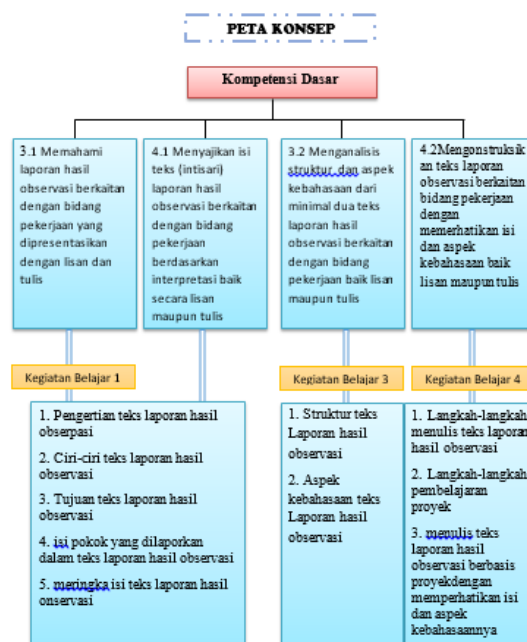 PETA KONSEP
Kompetensi Dasar
3.1 Memahami
laporan hasil
observasi berkaitan
dengan bidang
pekerjaan yang
dipresentasikan
dengan lisan dan
tulis
4.1 Menyajikan isi
teks (intisari)
laporan hasil
observasi berkaitan
dengan bidang
pekerjaan
berdasarkan
interpretasi baik
secara lisan
maupun tulis
3.2 Menganalisis
struktur dan aspek
kebahasaan dari
minimal dua teks
laporan hasil
observasi berkaitan
dengan bidang
pekerjaan baik lisan
maupun tulis
4.2Mengonstruksik
an teks laporan
observasi berkaitan
bidang pekerjaan
dengan
memerhatikan isi
dan aspek
kebahasaan baik
lisan maupun tulis
Kegiatan Belajar 1
Kegiatan Belajar 3
Kegiatan Belajar 4
1. Pengertian teks laporan hasil
obserpasi
2. Ciri-ciri teks laporan hasil
observasi
3. Tujuan teks laporan hasil
observasi
4. isi pokok yang dilaporkan
dalam teks laporan hasil observasi
5. meringka isi teks laporan hasil
onservasi
1. Struktur teks
Laporan hasil
observasi
2. Aspek
kebahasaan teks
Laporan hasil
observasi
1. Langkah-langkah
menulis teks laporan
hasil observasi
2. Langkah-langkah
pembelajaran
proyek
3. menulis teks
laporan hasil
observasi berbasis
proyekdengan
memperhatikan isi
dan aspek
kebahasaannya